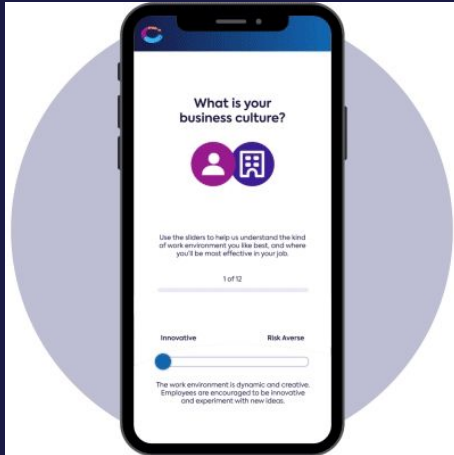 What is your
business culture?
Use the sliders to help us understand the kind
of work environment you like best, and where
you'll be most effective in your job.
1 of 12
Innovative Risk Averse
The work environment is dynamic and creative.
Employees are encouraged to be innovative
and experiment with new ideas.